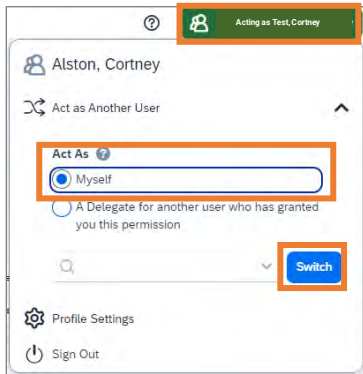 Acting as Test, Cortney
Alston, Cortney
Act as Another User
Act As
Myself
A Delegate for another user who has granted
you this permission
Switch
Profile Settings
Sign Out